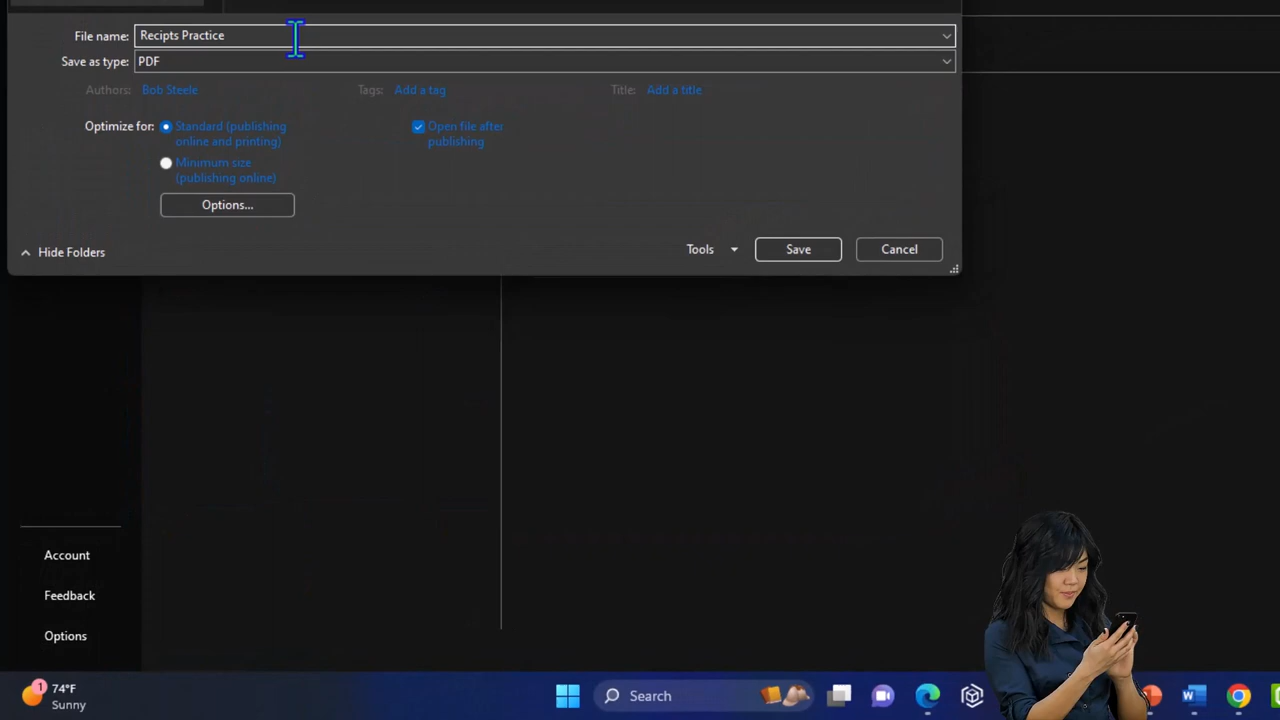 File name: Recipts Practice
Save as type: PDF
Authors: Bob Steele Tags: Add a tag Title: Add a title
Optimize for: Standard (publishing online and printing) Open file after publishing
Minimum size (publishing online)
Options...
Hide Folders Tools Save Cancel
Account
Feedback
Options
1 74°F
Sunny
Search